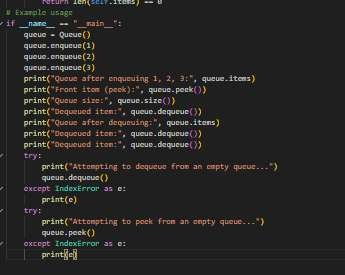 return len(self.items) == 0
# Example usage
if __name__ == "__main__":
queue = Queue()
queue.enqueue(1)
queue.enqueue(2)
queue.enqueue(3)
print("Queue after enqueuing 1, 2, 3:", queue.items)
print("Front item (peek):", queue.peek())
print("Queue size:", queue.size())
print("Dequeued item:", queue.dequeue())
print("Queue after dequeuing:", queue.items)
print("Dequeued item:", queue.dequeue())
print("Dequeued item:", queue.dequeue())
try:
print("Attempting to dequeue from an empty queue...")
queue.dequeue()
except IndexError as e:
print(e)
try:
print("Attempting to peek from an empty queue...")
queue.peek()
except IndexError as e:
print(e)